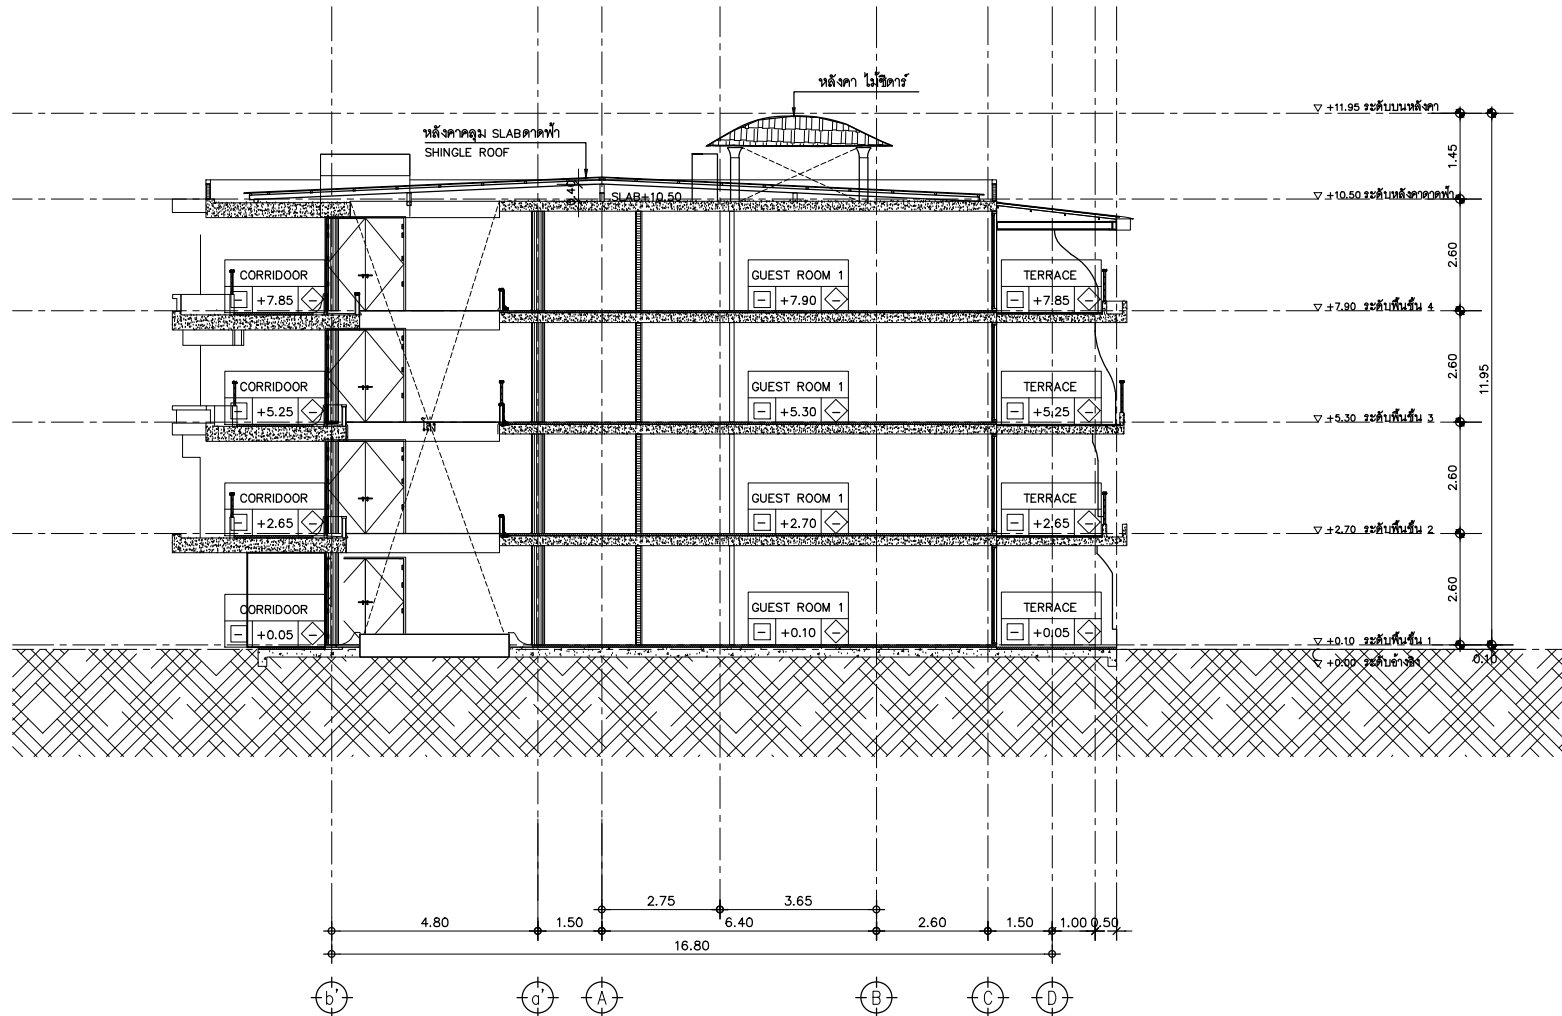 หลังคา ไม้ซีดาร์
+11.95 ระดับบนหลังคา
หลังคาคลุม SLABดาดฟ้า
SHINGLE ROOF
1.45
0.40
SLAB+10.50
+10.50 ระดับหลังคาดาดฟ้า
2.60
CORRIDOOR
+7.85
GUEST ROOM 1
+7.90
TERRACE
+7.85
+7.90 ระดับพื้นชั้น 4
2.60
11.95
CORRIDOOR
+5.25
GUEST ROOM 1
+5.30
TERRACE
+5.25
+5.30 ระดับพื้นชั้น 3
2.60
CORRIDOOR
+2.65
GUEST ROOM 1
+2.70
TERRACE
+2.65
+2.70 ระดับพื้นชั้น 2
2.60
CORRIDOOR
+0.05
GUEST ROOM 1
+0.10
TERRACE
+0.05
+0.10 ระดับพื้นชั้น 1
+0.00 ระดับอ้างอิง
0.10
2.75
3.65
4.80
1.50
6.40
2.60
1.50
1.00
0.50
16.80
b'
a'
A
B
C
D